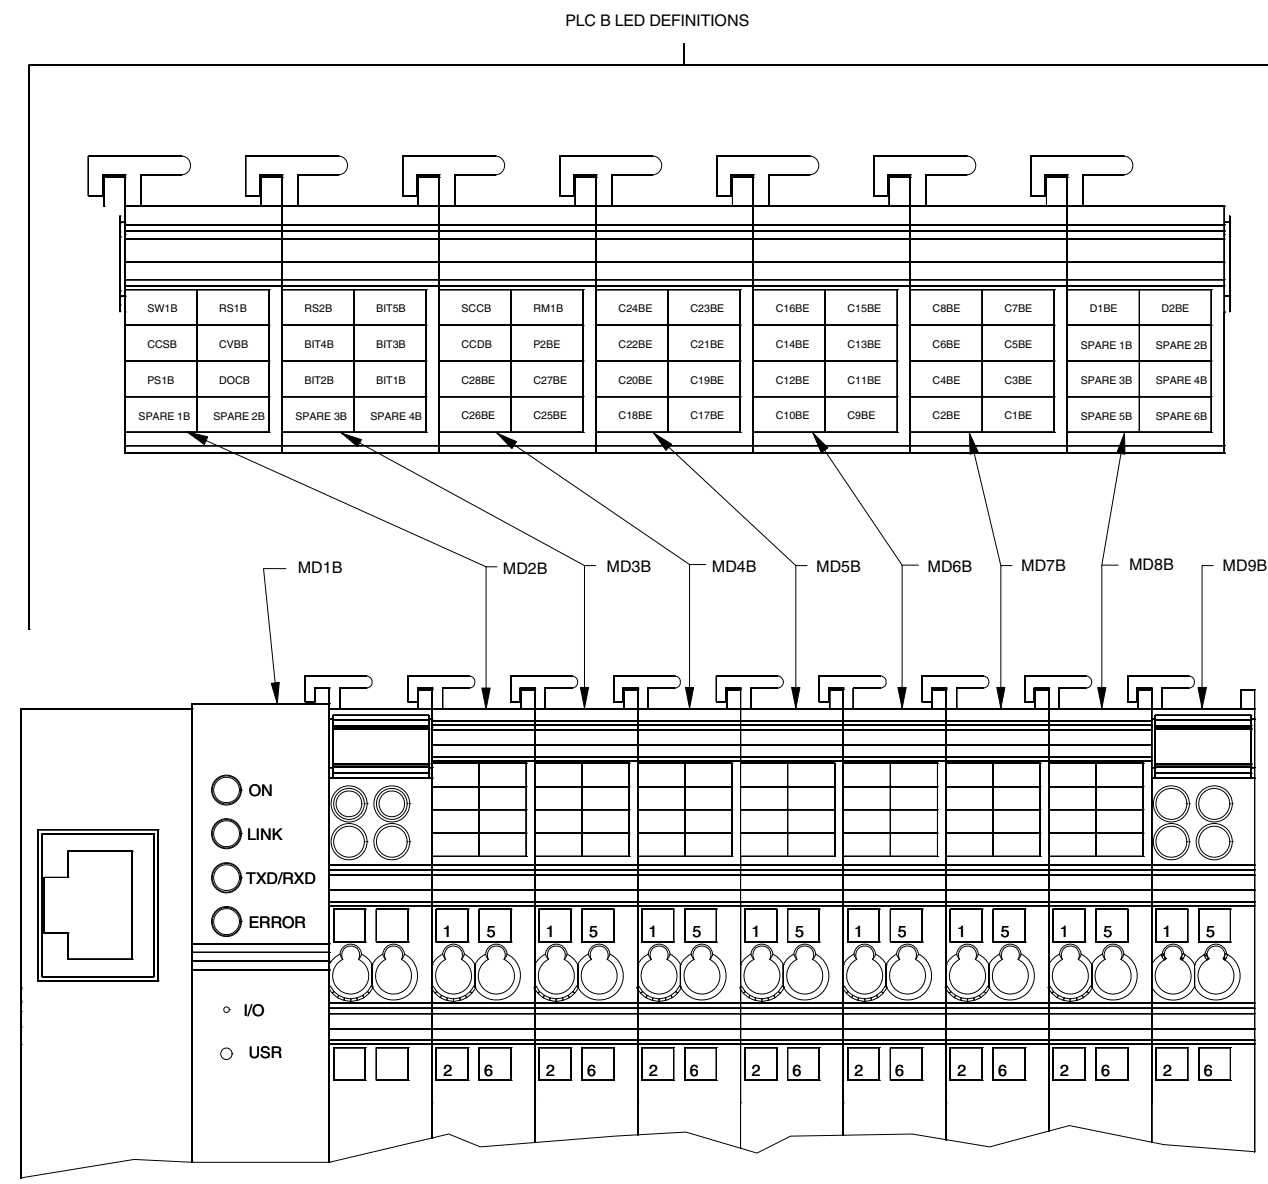 PLC B LED DEFINITIONS
SW1B RS1B RS2B BIT5B SCCB RM1B C24BE C23BE C16BE C15BE C8BE C7BE D1BE D2BE
CCSB CVBB BIT4B BIT3B CCDB P2BE C22BE C21BE C14BE C13BE C6BE C5BE SPARE 1B SPARE 2B
PS1B DOCB BIT2B BIT1B C28BE C27BE C20BE C19BE C12BE C11BE C4BE C3BE SPARE 3B SPARE 4B
SPARE 1B SPARE 2B SPARE 3B SPARE 4B C26BE C25BE C18BE C17BE C10BE C9BE C2BE C1BE SPARE 5B SPARE 6B
MD1B MD2B MD3B MD4B MD5B MD6B MD7B MD8B MD9B
ON
LINK
TXD/RXD
ERROR
1 5 1 5 1 5 1 5 1 5 1 5 1 5 1 5
I/O
USR
2 6 2 6 2 6 2 6 2 6 2 6 2 6 2 6